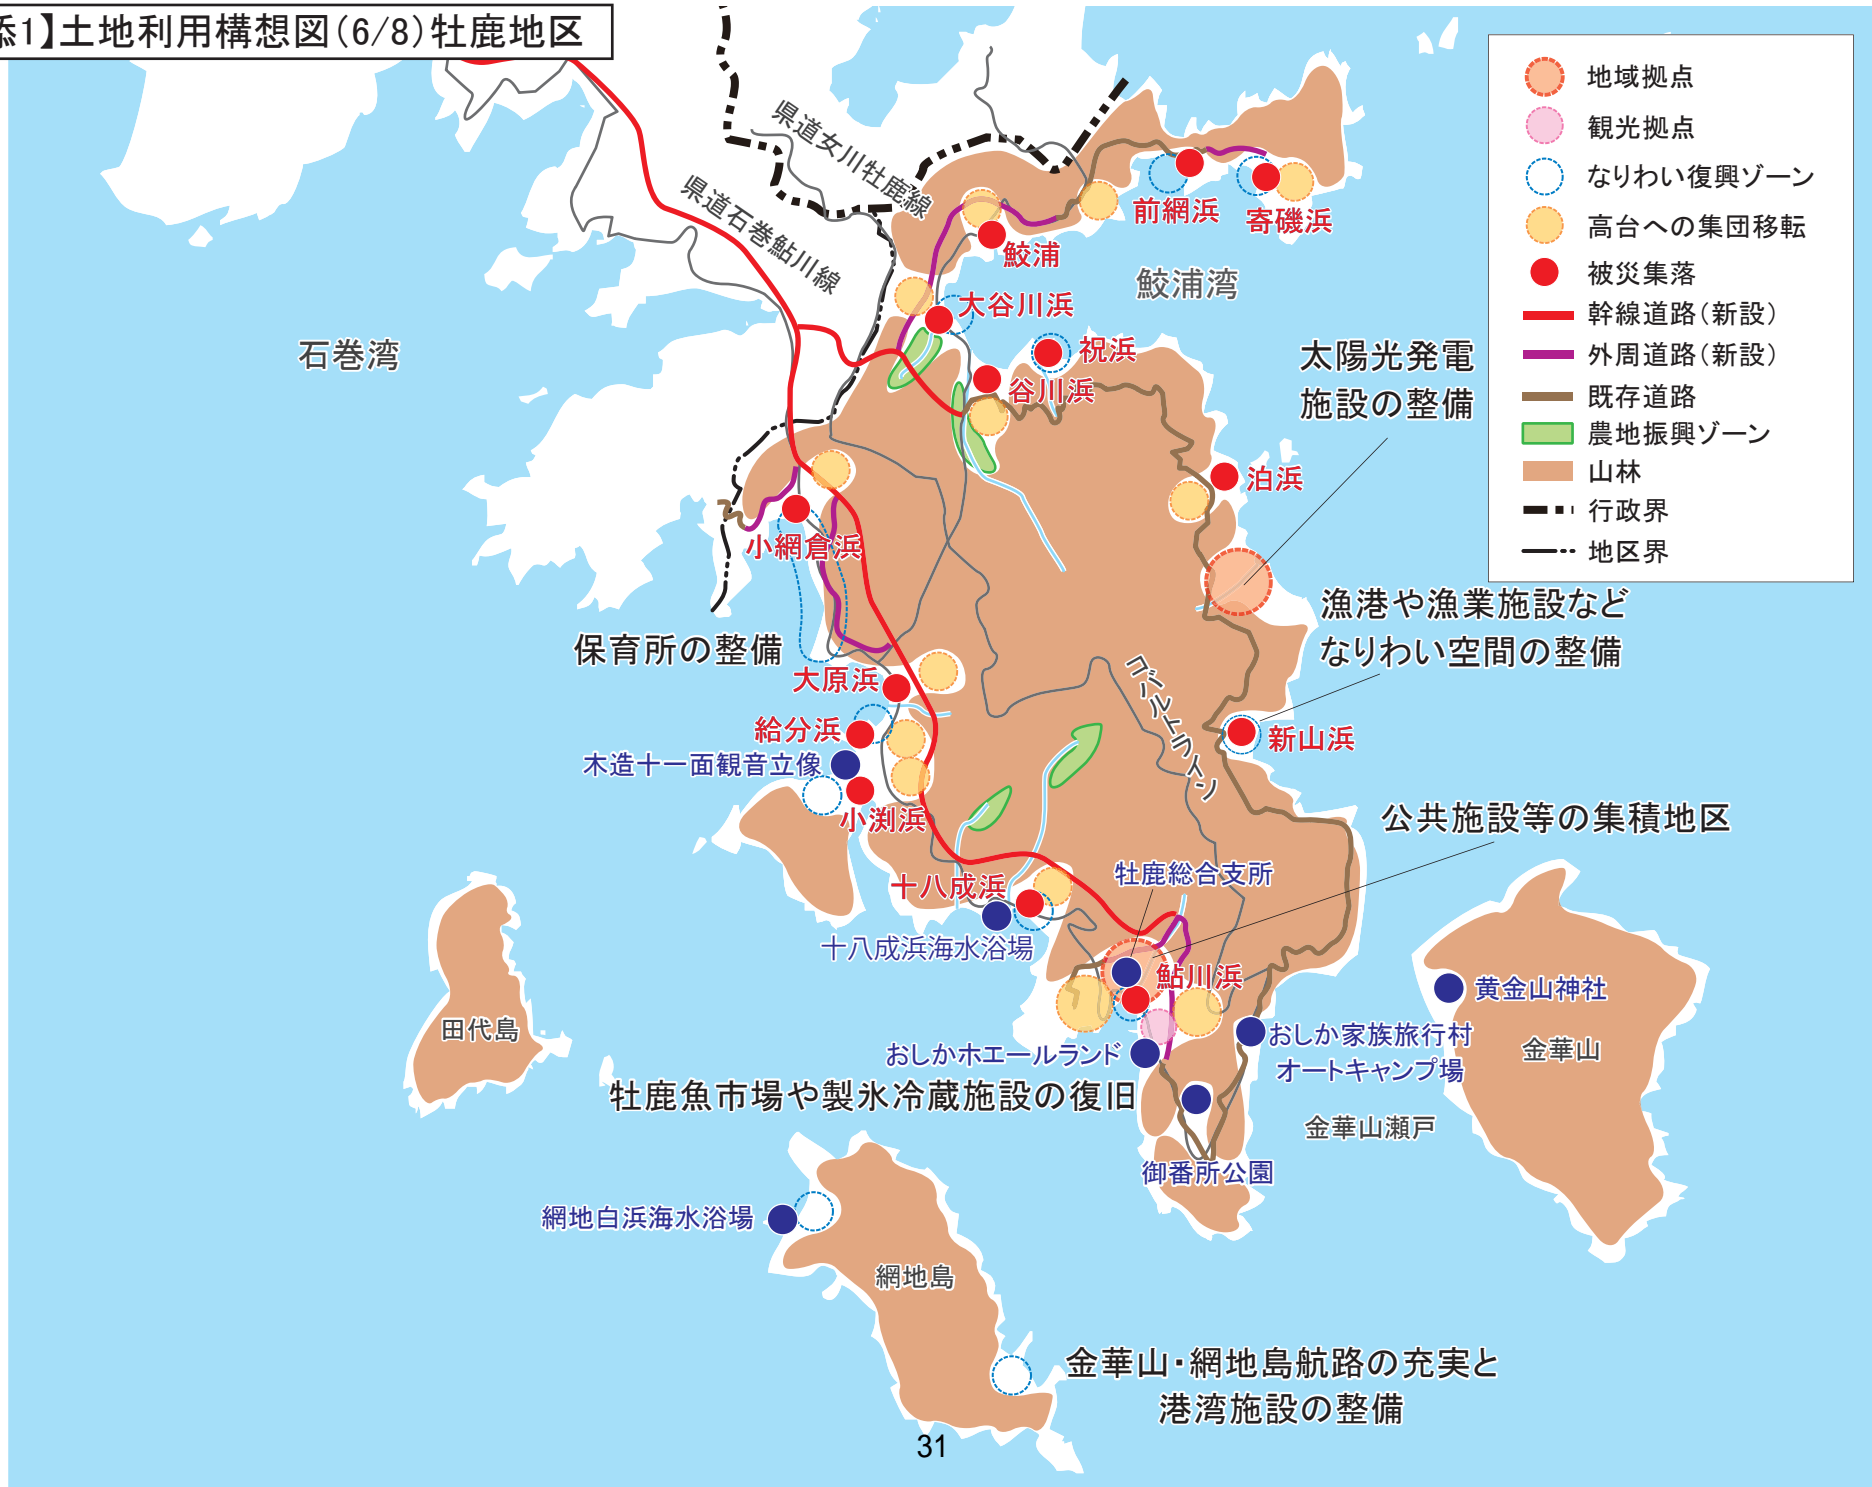 添1】土地利用構想図(6/8)牡鹿地区
地域拠点
観光拠点
なりわい復興ゾーン
高台への集団移転
被災集落
幹線道路(新設)
外周道路(新設)
既存道路
農地振興ゾーン
山林
行政界
地区界
県道女川牡鹿線
県道石巻鮎川線
前網浜
寄磯浜
鮫浦
鮫浦湾
大谷川浜
石巻湾
祝浜
谷川浜
太陽光発電
施設の整備
泊浜
小網倉浜
漁港や漁業施設など
なりわい空間の整備
保育所の整備
大原浜
コバルトライン
給分浜
新山浜
木造十一面観音立像
小渕浜
公共施設等の集積地区
牡鹿総合支所
十八成浜
十八成浜海水浴場
鮎川浜
黄金山神社
田代島
おしか家族旅行村
オートキャンプ場
金華山
おしかホエールランド
牡鹿魚市場や製氷冷蔵施設の復旧
金華山瀬戸
御番所公園
網地白浜海水浴場
網地島
金華山・網地島航路の充実と
港湾施設の整備
31